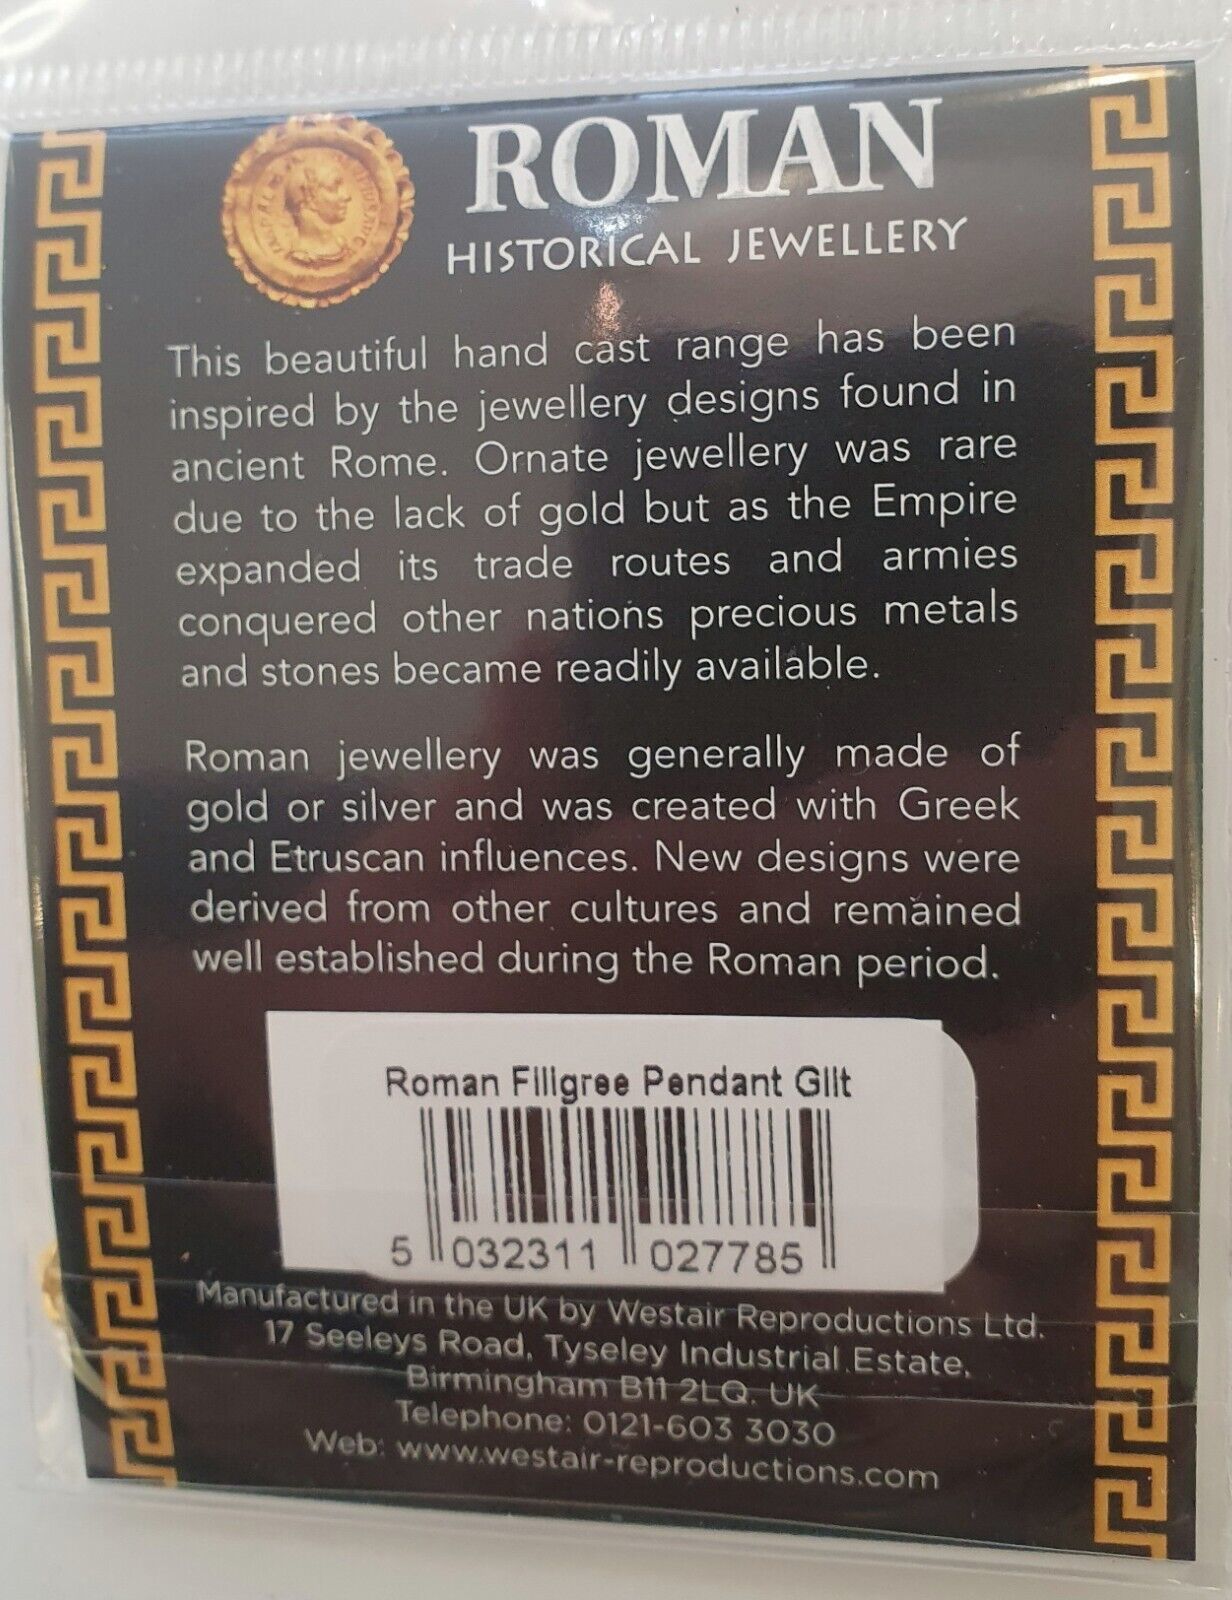 ROMAN
HISTORICAL JEWELLERY
This beautiful hand cast range has been
inspired by the jewellery designs found in
ancient Rome. Ornate jewellery was rare
due to the lack of gold but as the Empire
expanded its trade routes and armies
conquered other nations precious metals
and stones became readily available.
Roman jewellery was generally made of
gold or silver and was created with Greek
and Etruscan influences. New designs were
derived from other cultures and remained
well established during the Roman period.
Roman Filigree Pendant Gilt
5 032311 027785
Manufactured in the UK by Westair Reproductions Ltd.
17 Seeleys Road, Tyseley Industrial Estate,
Birmingham B11 2LQ. UK
Telephone: 0121-603 3030
Web: www.westair-reproductions.com